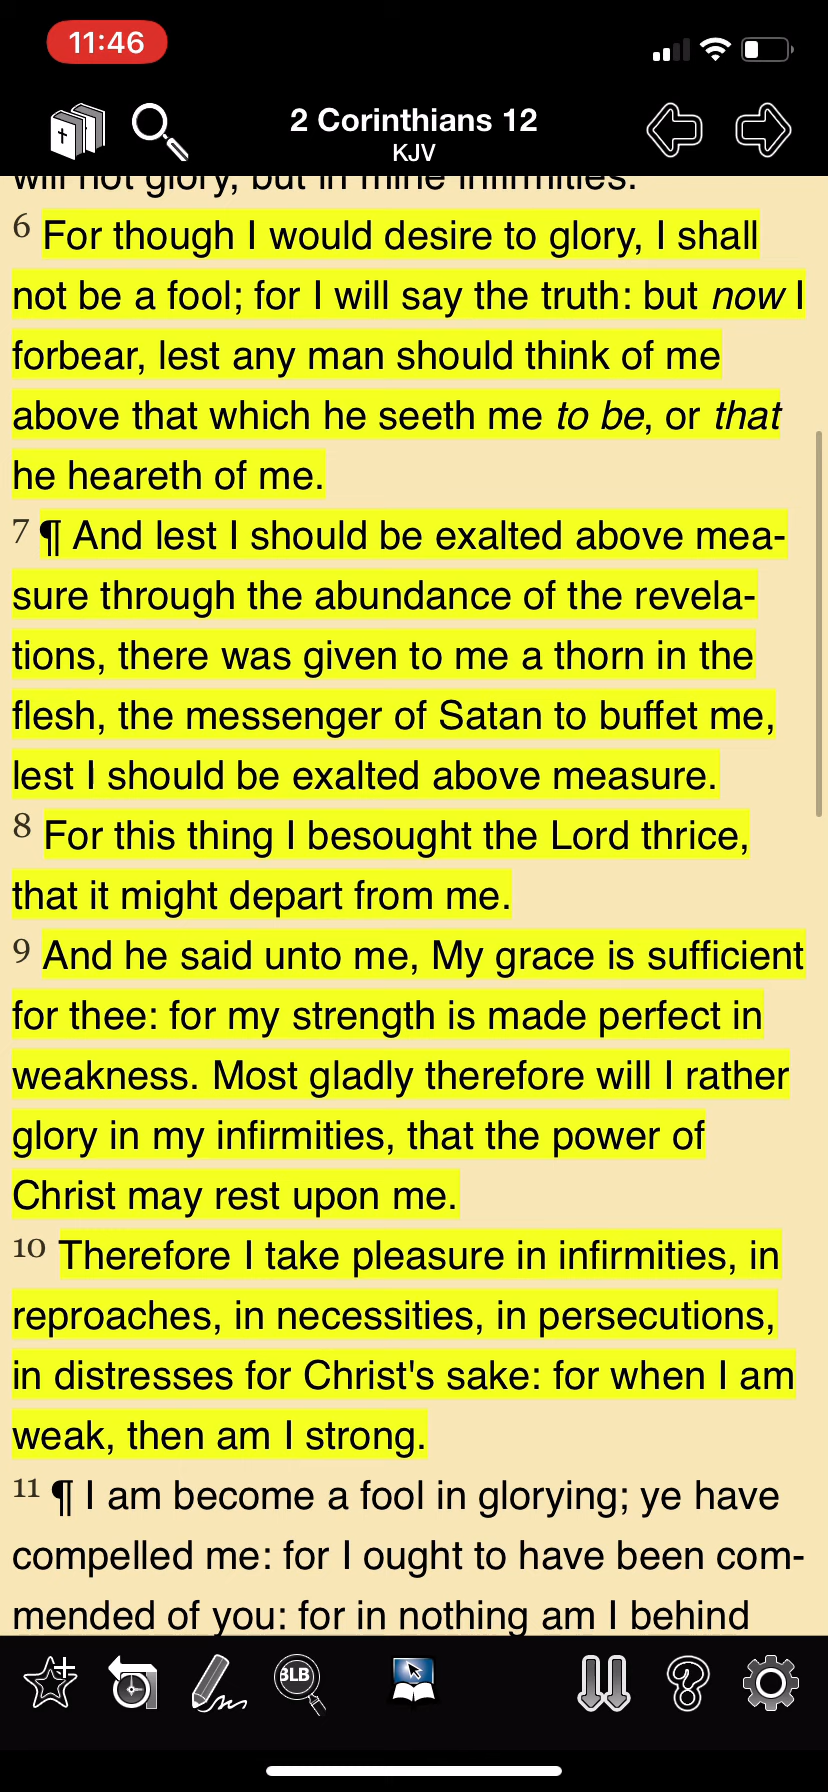 11:46
2 Corinthians 12
KJV
will not glory, but in mine infirmities.
6 For though I would desire to glory, I shall
not be a fool; for I will say the truth: but now I
forbear, lest any man should think of me
above that which he seeth me to be, or that
he heareth of me.
7 ¶ And lest I should be exalted above mea-
sure through the abundance of the revela-
tions, there was given to me a thorn in the
flesh, the messenger of Satan to buffet me,
lest I should be exalted above measure.
8 For this thing I besought the Lord thrice,
that it might depart from me.
9 And he said unto me, My grace is sufficient
for thee: for my strength is made perfect in
weakness. Most gladly therefore will I rather
glory in my infirmities, that the power of
Christ may rest upon me.
10 Therefore I take pleasure in infirmities, in
reproaches, in necessities, in persecutions,
in distresses for Christ's sake: for when I am
weak, then am I strong.
11 ¶ I am become a fool in glorying; ye have
compelled me: for I ought to have been com-
mended of you: for in nothing am I behind
BLB